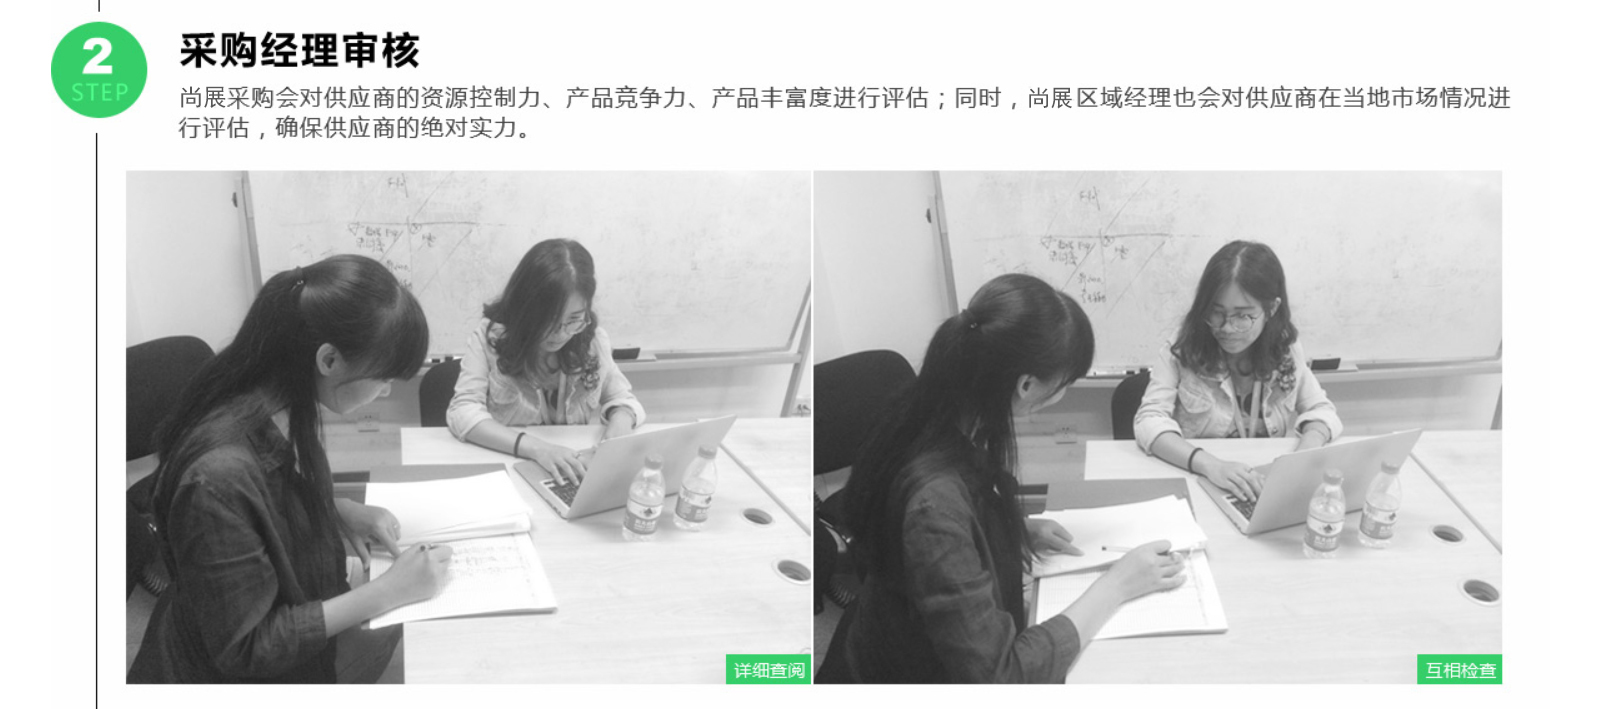 2
STEP
采购经理审核
尚展采购会对供应商的资源控制力、产品竞争力、产品丰富度进行评估；同时，尚展区域经理也会对供应商在当地市场情况进
行评估，确保供应商的绝对实力。
详细查阅
互相检查